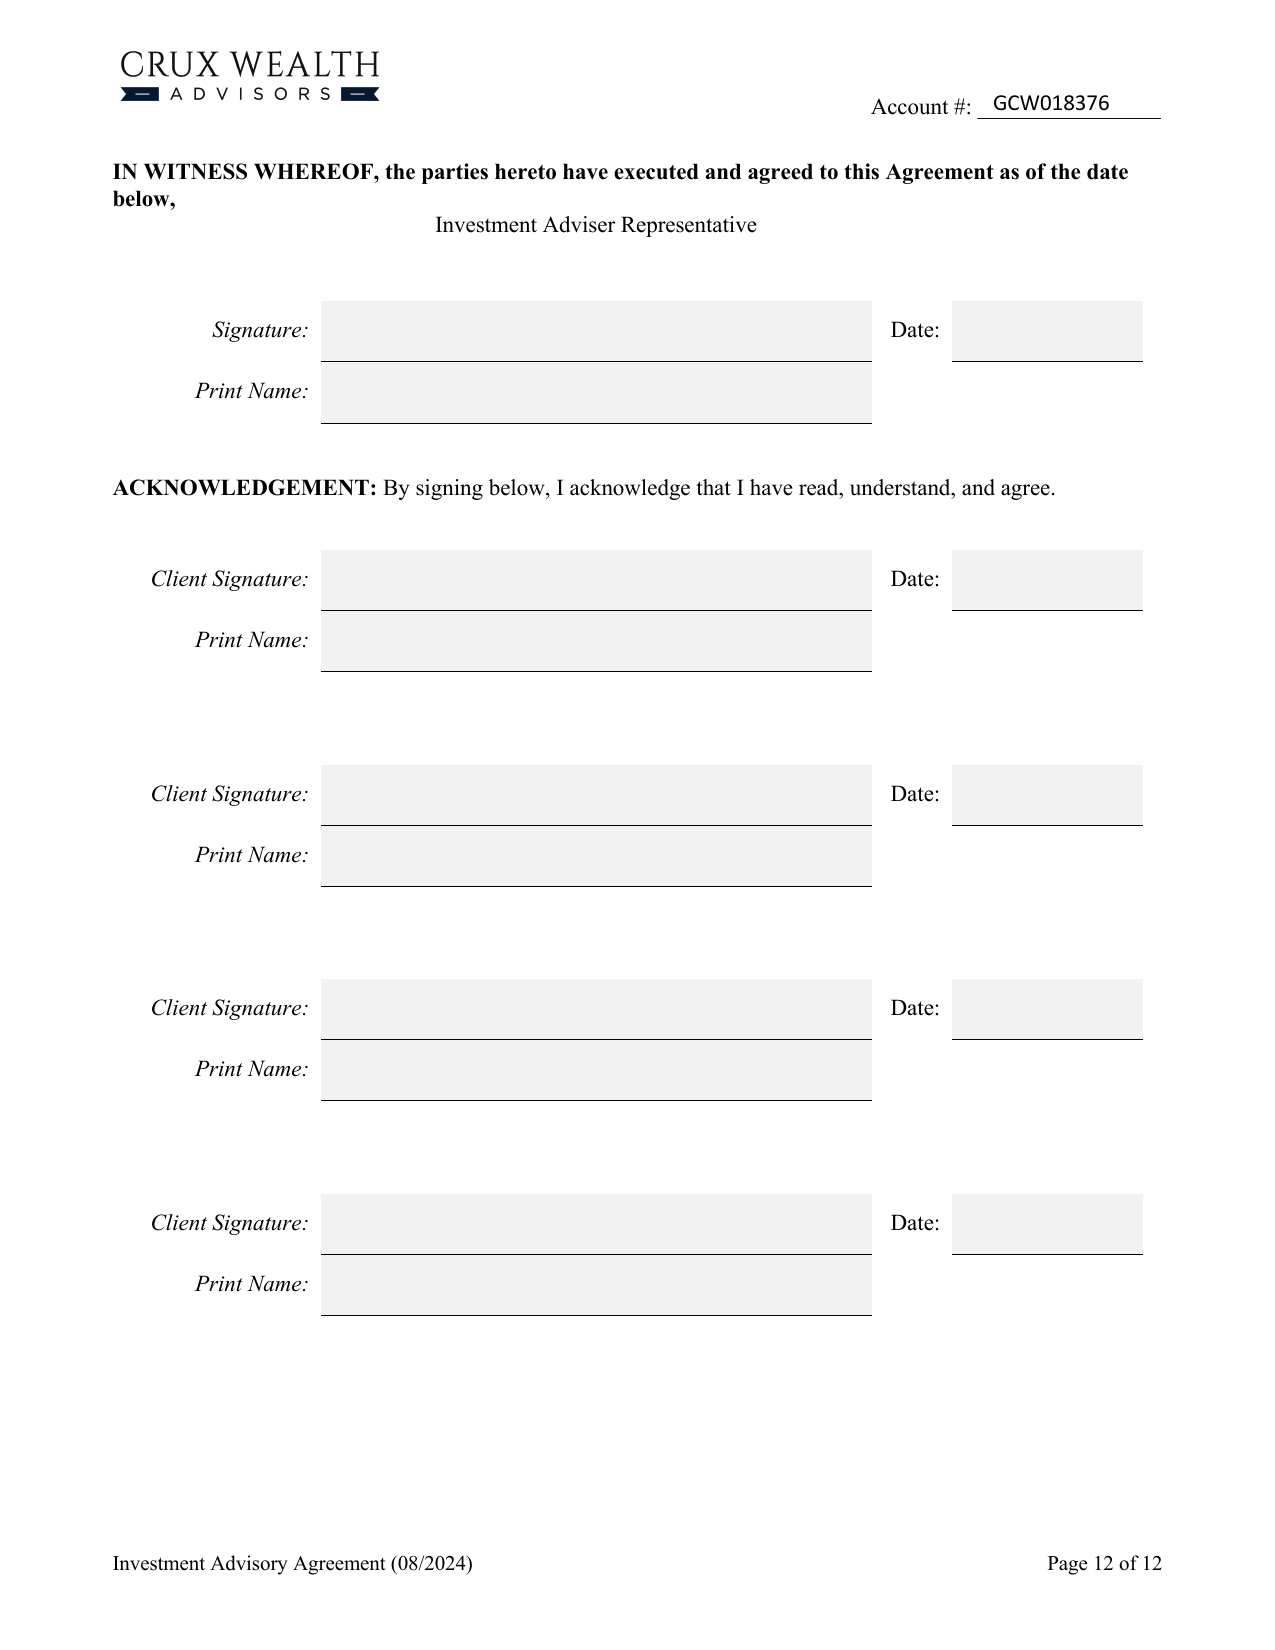 CRUX WEALTH
ADVISORS
Account #: GCW018376
IN WITNESS WHEREOF, the parties hereto have executed and agreed to this Agreement as of the date
below,
Investment Adviser Representative
Signature: Date:
Print Name:
ACKNOWLEDGEMENT: By signing below, I acknowledge that I have read, understand, and agree.
Client Signature: Date:
Print Name:
Client Signature: Date:
Print Name:
Client Signature: Date:
Print Name:
Client Signature: Date:
Print Name:
Investment Advisory Agreement (08/2024) Page 12 of 12